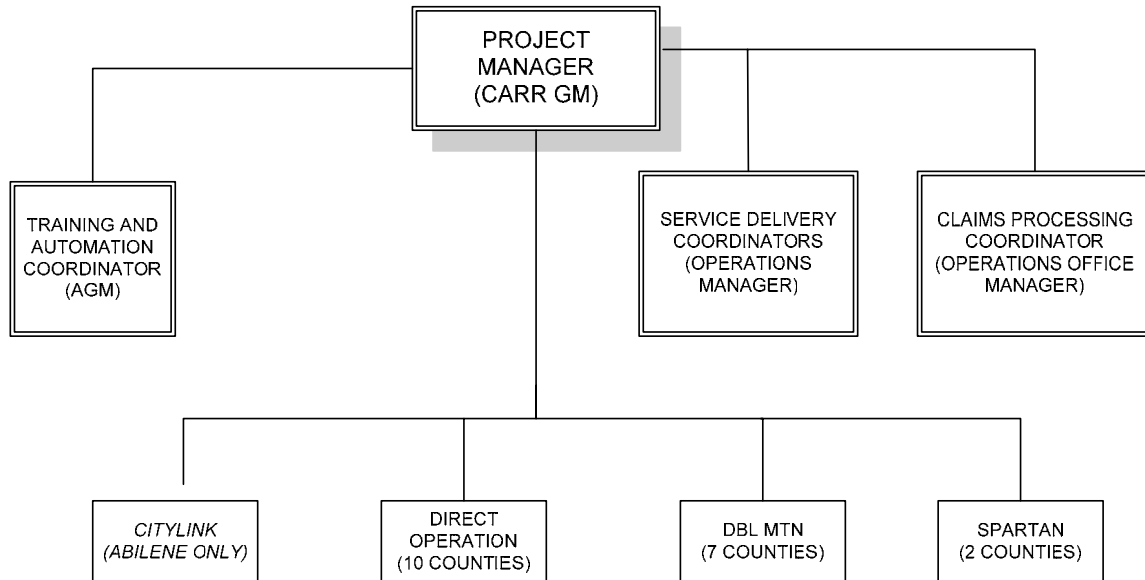 PROJECT
MANAGER
(CARR GM)
TRAINING AND
AUTOMATION
COORDINATOR
(AGM)
SERVICE DELIVERY
COORDINATORS
(OPERATIONS
MANAGER)
CLAIMS PROCESSING
COORDINATOR
(OPERATIONS OFFICE
MANAGER)
CITYLINK
(ABILENE ONLY)
DIRECT
OPERATION
(10 COUNTIES)
DBL MTN
(7 COUNTIES)
SPARTAN
(2 COUNTIES)